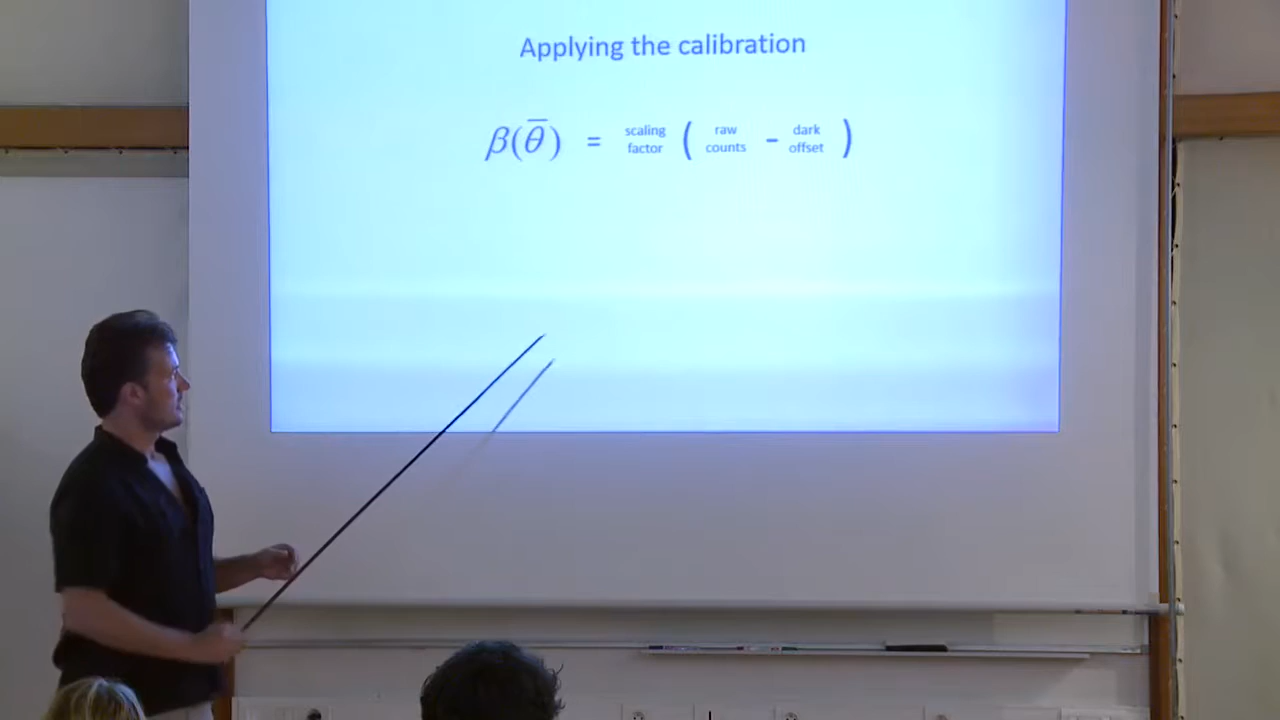 Applying the calibration
β(θ̅) = scaling factor ( raw counts - dark offset )